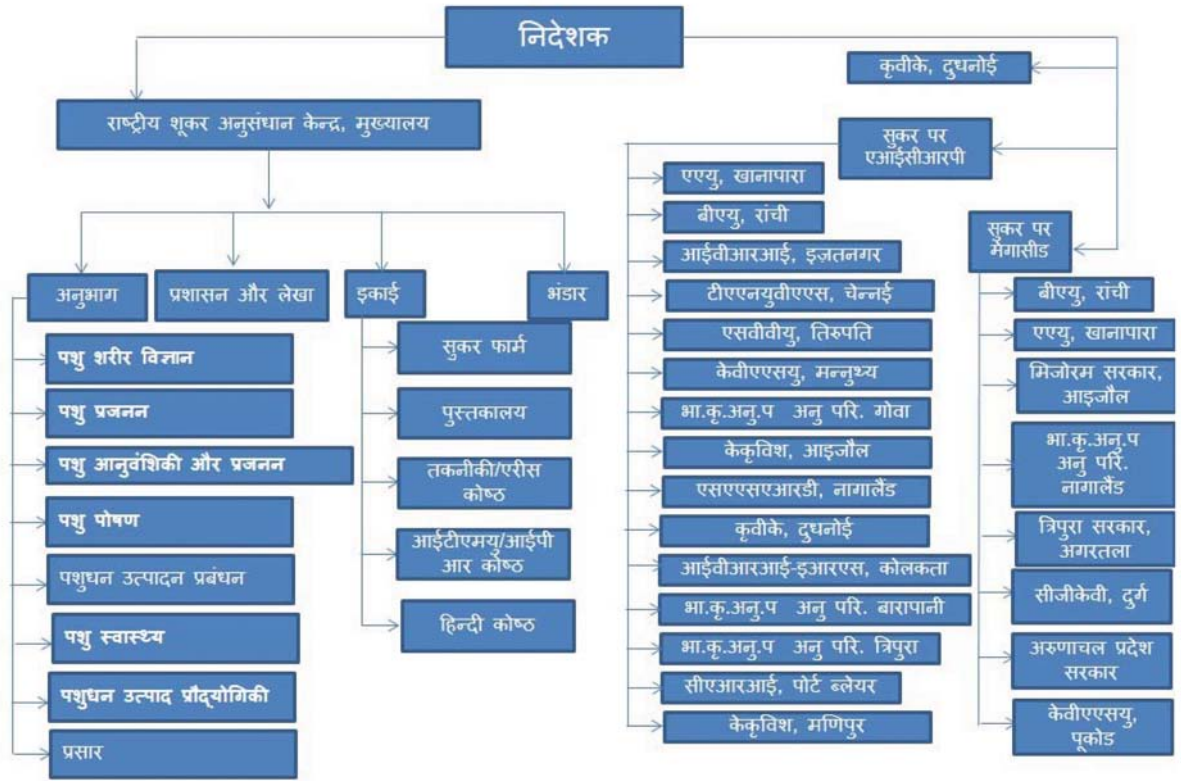 निदेशक
कृवीके, दुधनोई
राष्ट्रीय शूकर अनुसंधान केन्द्र, मुख्यालय
अनुभाग
प्रशासन और लेखा
इकाई
भंडार
पशु शरीर विज्ञान
पशु प्रजनन
पशु आनुवंशिकी और प्रजनन
पशु पोषण
पशुधन उत्पादन प्रबंधन
पशु स्वास्थ्य
पशुधन उत्पाद प्रौद्योगिकी
प्रसार
सुकर फार्म
पुस्तकालय
तकनीकी/एरीस
कोष्ठ
आईटीएमयु/आईपी
आर कोष्ठ
हिन्दी कोष्ठ
सुकर पर
एआईसीआरपी
एएयु, खानापारा
बीएयु, रांची
आईवीआरआई, इज़तनगर
टीएएनयुवीएएस, चेन्नई
एसवीवीयु, तिरुपति
केवीएएसयु, मन्नुथ्य
भा.कृ.अनु.प अनु परि. गोवा
केकृविश, आइजौल
एसएएसएआरडी, नागालैंड
कृवीके, दुधनोई
आईवीआरआई-इआरएस, कोलकता
भा.कृ.अनु.प अनु परि. बारापानी
भा.कृ.अनु.प अनु परि. त्रिपुरा
सीएआरआई, पोर्ट ब्लेयर
केकृविश, मणिपुर
सुकर पर
मेगासीड
बीएयु, रांची
एएयु, खानापारा
मिजोरम सरकार,
आइजौल
भा.कृ.अनु.प
अनु परि.
नागालैंड
त्रिपुरा सरकार,
अगरतला
सीजीकेवी, दुर्ग
अरुणाचल प्रदेश
सरकार
केवीएएसयु,
पूकोड